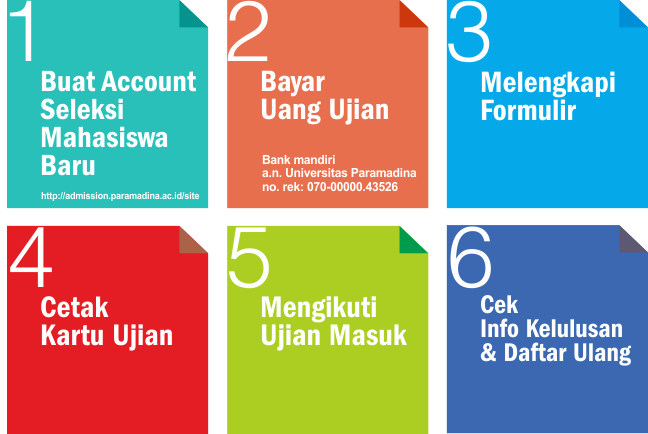 1
Buat Account
Seleksi
Mahasiswa
Baru
http://admission.paramadina.ac.id/site
2
Bayar
Uang Ujian
Bank mandiri
a.n. Universitas Paramadina
no. rek: 070-00000.43526
3
Melengkapi
Formulir
4
Cetak
Kartu Ujian
5
Mengikuti
Ujian Masuk
6
Cek
Info Kelulusan
& Daftar Ulang